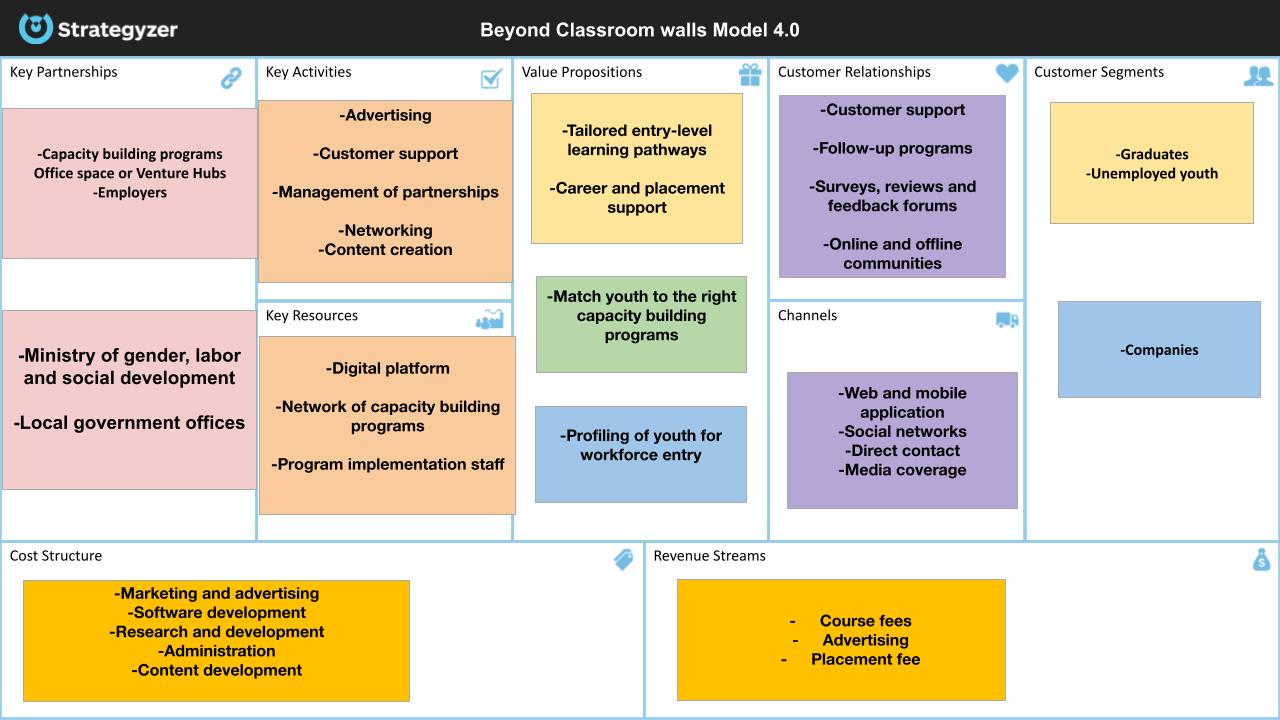 Strategyzer
Beyond Classroom walls Model 4.0
Key Partnerships
-Capacity building programs
Office space or Venture Hubs
-Employers
-Ministry of gender, labor
and social development
-Local government offices
Key Activities
-Advertising
-Customer support
-Management of partnerships
-Networking
-Content creation
Key Resources
-Digital platform
-Network of capacity building
programs
-Program implementation staff
Value Propositions
-Tailored entry-level
learning pathways
-Career and placement
support
-Match youth to the right
capacity building
programs
-Profiling of youth for
workforce entry
Customer Relationships
-Customer support
-Follow-up programs
-Surveys, reviews and
feedback forums
-Online and offline
communities
Channels
-Web and mobile
application
-Social networks
-Direct contact
-Media coverage
Customer Segments
-Graduates
-Unemployed youth
-Companies
Cost Structure
-Marketing and advertising
-Software development
-Research and development
-Administration
-Content development
Revenue Streams
- Course fees
- Advertising
- Placement fee